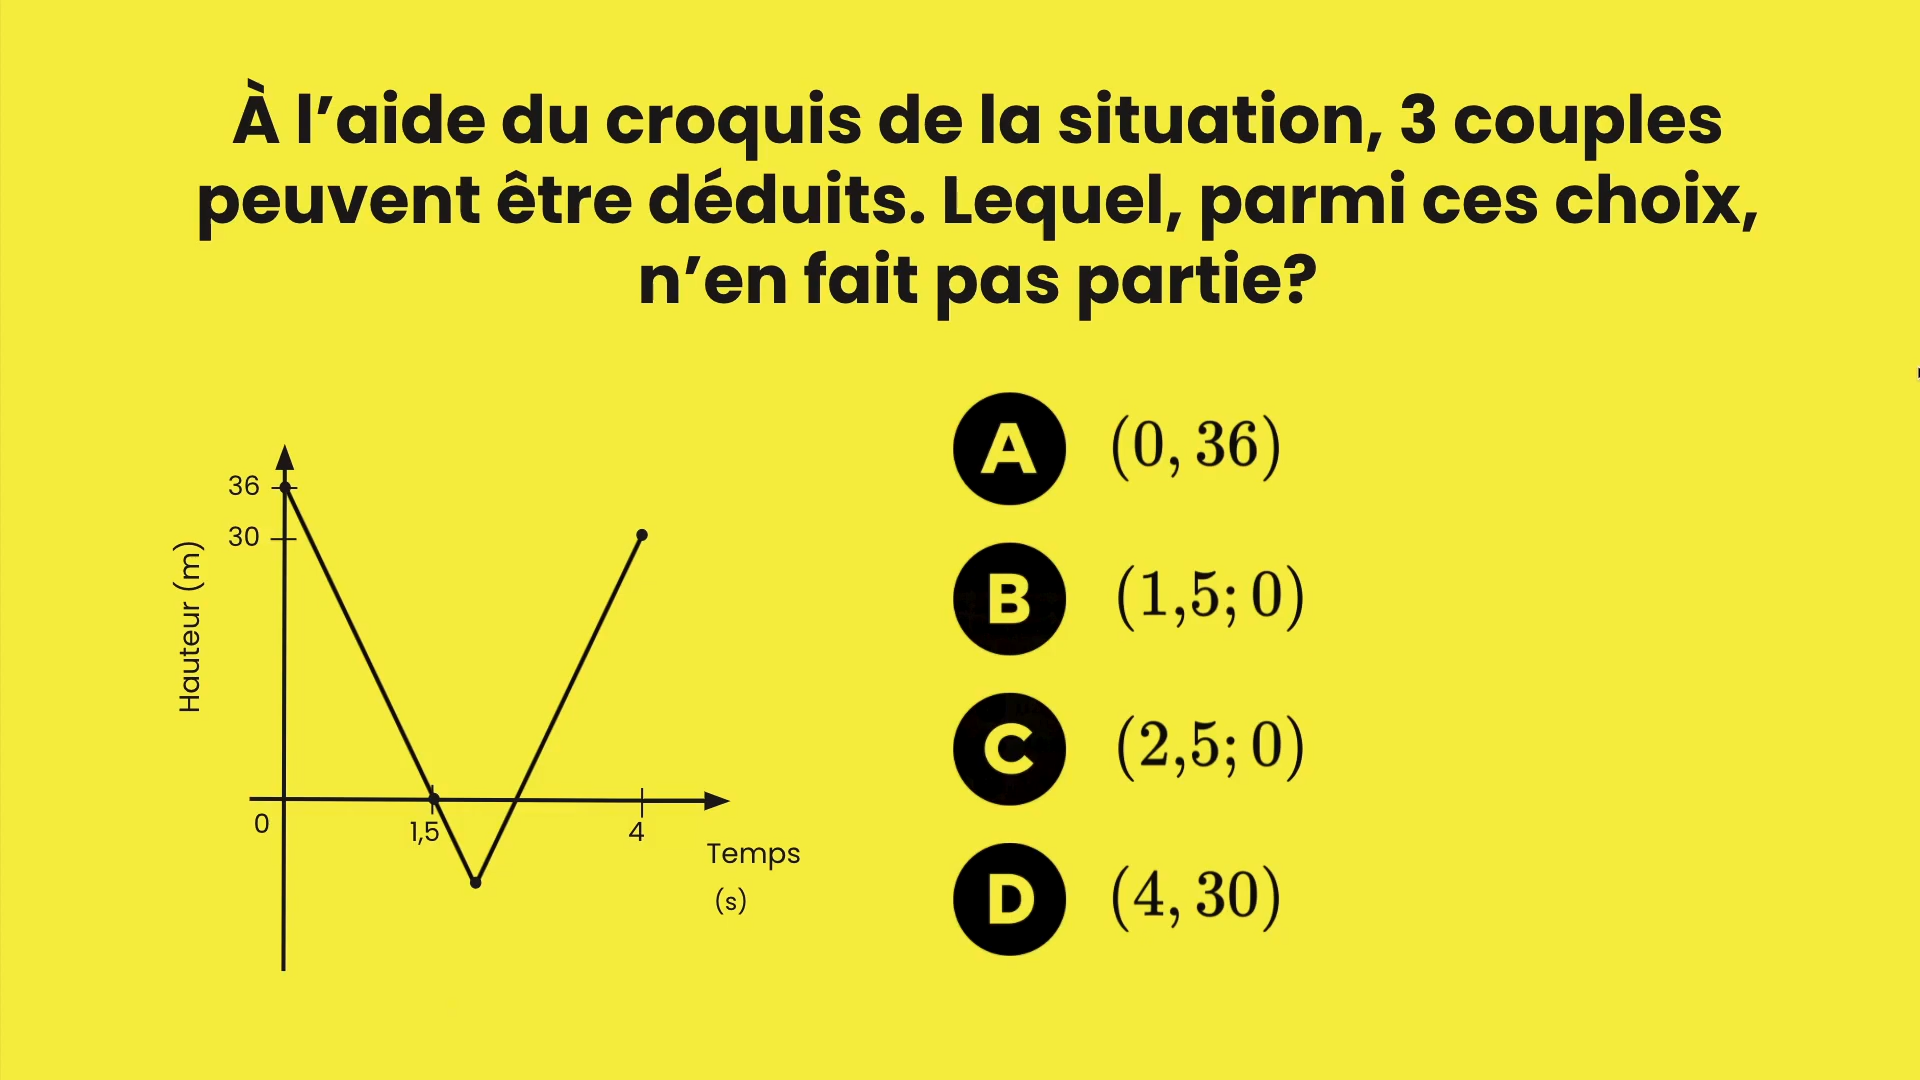 À l’aide du croquis de la situation, 3 couples
peuvent être déduits. Lequel, parmi ces choix,
n’en fait pas partie?
A (0, 36)
B (1,5; 0)
C (2,5; 0)
D (4, 30)
36
30
Hauteur (m)
0
1,5
4
Temps
(s)